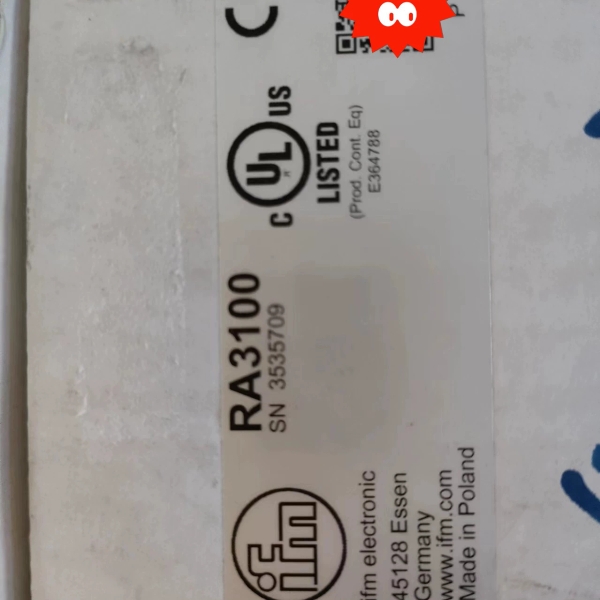 ifm
ifm electronic
45128 Essen
Germany
www.ifm.com
Made in Poland
RA3100
SN 3535709
C UL US
R
LISTED
(Prod. Cont. Eq)
E364788